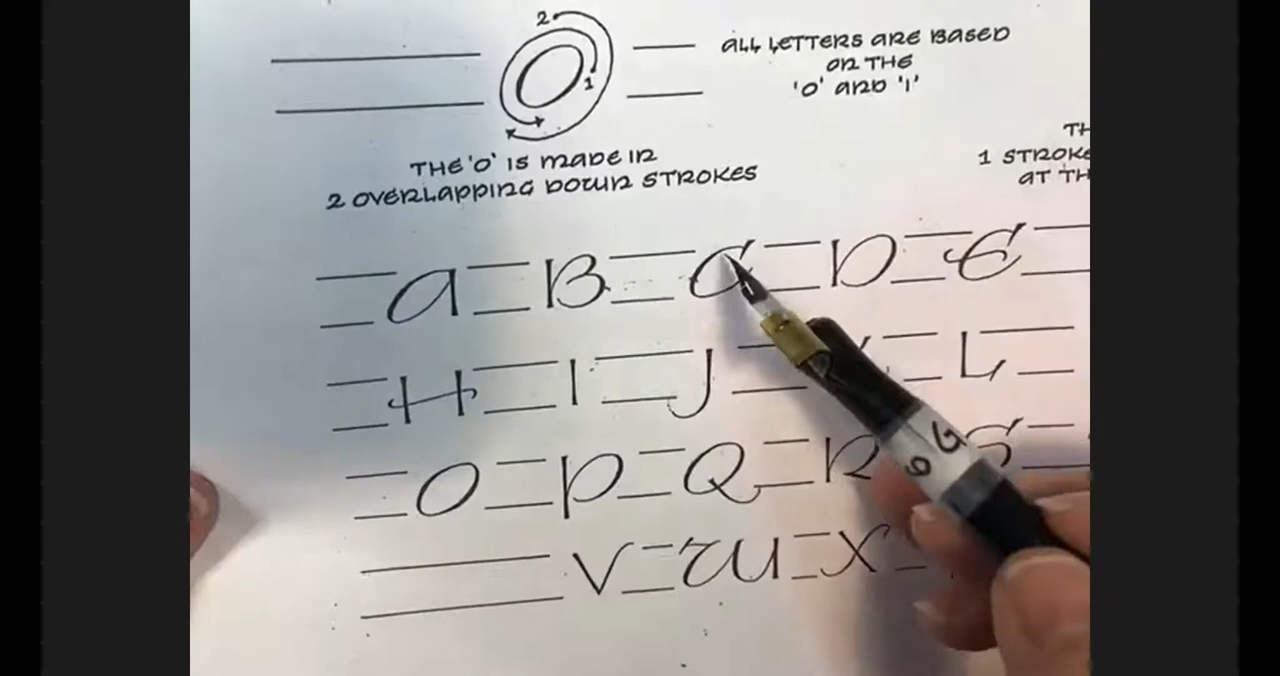 2
1
ALL LETTERS ARE BASED
ON THE
'O' AND 'I'
THE 'O' IS MADE IN
2 OVERLAPPING DOWN STROKES
1 STROKE
AT
A B C D E
H I J L
O P Q R S
V W X
G